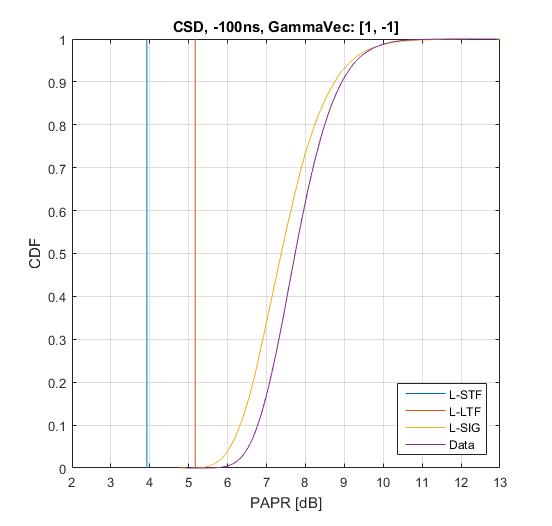 CSD, -100ns, GammaVec: [1, -1]
1
0.9
0.8
0.7
0.6
0.5
0.4
0.3
0.2
0.1
0
CDF
L-STF
L-LTF
L-SIG
Data
2 3 4 5 6 7 8 9 10 11 12 13
PAPR [dB]